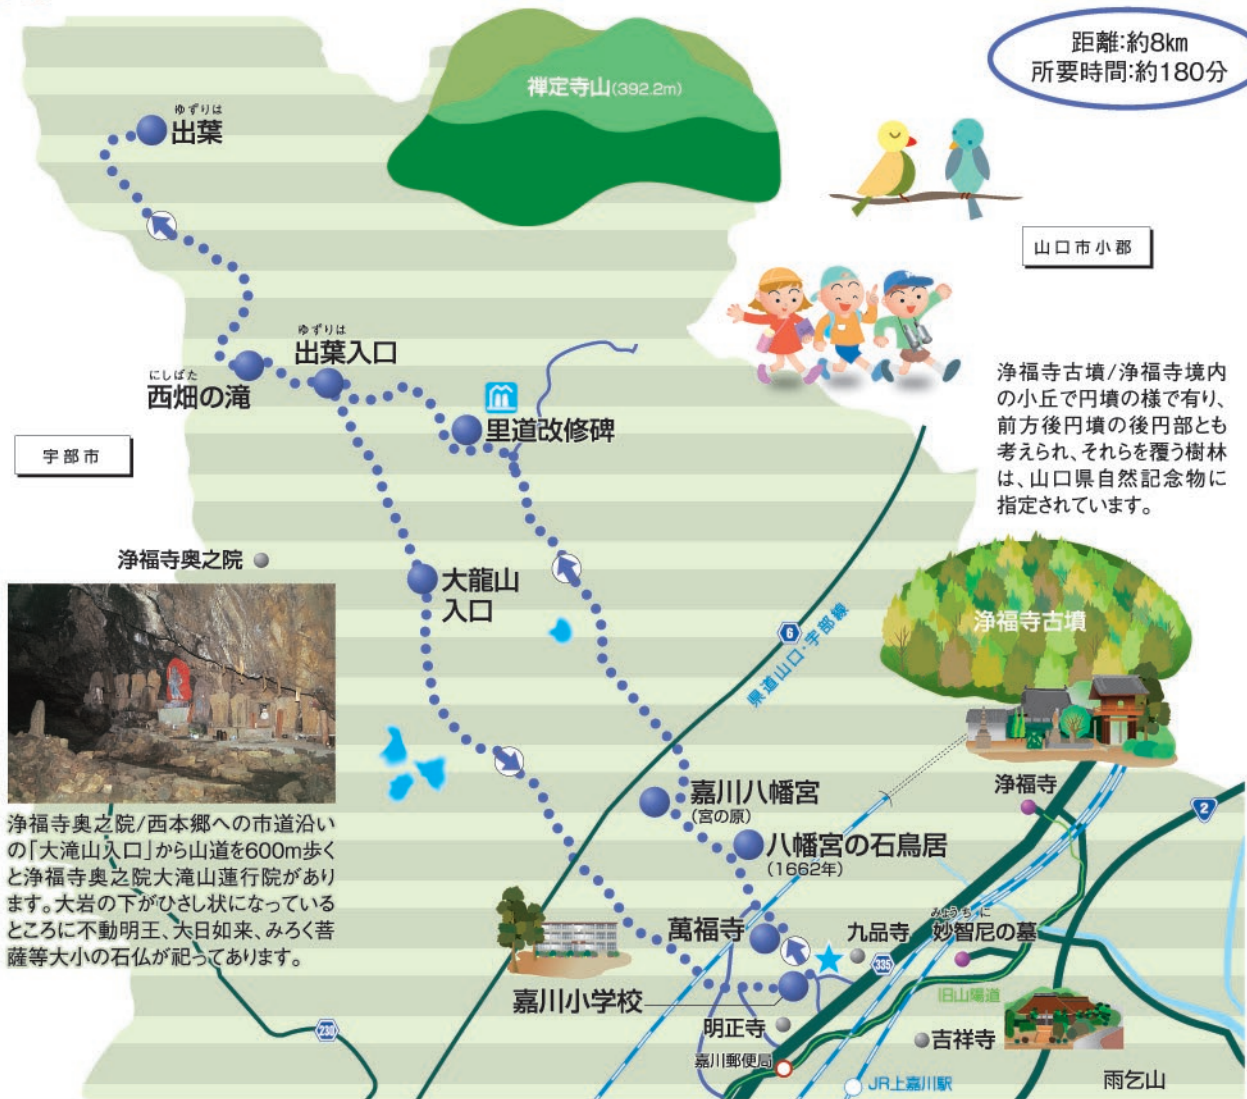 距離:約8km
所要時間:約180分
禅定寺山(392.2m)
ゆずりは
出葉
山口市小郡
ゆずりは
出葉入口
にしばた
西畑の滝
里道改修碑
宇部市
浄福寺古墳/浄福寺境内
の小丘で円墳の様で有り、
前方後円墳の後円部とも
考えられ、それらを覆う樹林
は、山口県自然記念物に
指定されています。
浄福寺奥之院
大龍山
入口
6
県道山口・宇部線
浄福寺古墳
浄福寺
2
嘉川八幡宮
(宮の原)
八幡宮の石鳥居
(1662年)
浄福寺奥之院/西本郷への市道沿い
の「大滝山入口」から山道を600m歩く
と浄福寺奥之院大滝山蓮行院があり
ます。大岩の下がひさし状になっている
ところに不動明王、大日如来、みろく菩
薩等大小の石仏が祀ってあります。
萬福寺
九品寺
みょうちに
妙智尼の墓
335
旧山陽道
嘉川小学校
明正寺
吉祥寺
230
嘉川郵便局
JR上嘉川駅
雨乞山